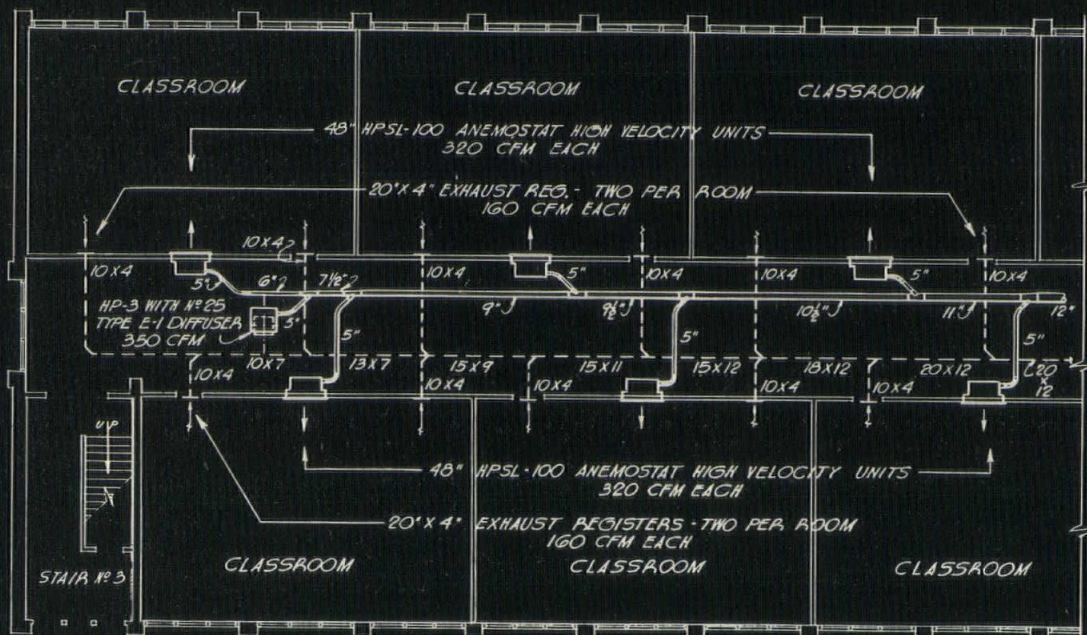 CLASSROOM CLASSROOM CLASSROOM
48" HPSL-100 ANEMOSTAT HIGH VELOCITY UNITS
320 CFM EACH
20"X 4" EXHAUST REG. - TWO PER ROOM
160 CFM EACH
10X4
10X4 5" 6" 7½" 10X4 5" 10X4 10X4 5" 10X4
HP-3 WITH Nº 25
TYPE E-1 DIFFUSER
350 CFM
5" 5" 9" 9½" 5" 10½" 11" 5" 12"
10X7 13X7 15X9 15X11 15X12 18X12 20X12 20
X
12
10X4 10X4 10X4 10X4 10X4
UP
48" HPSL-100 ANEMOSTAT HIGH VELOCITY UNITS
320 CFM EACH
20"X 4" EXHAUST REGISTERS - TWO PER ROOM
160 CFM EACH
STAIR Nº 3 CLASSROOM CLASSROOM CLASSROOM